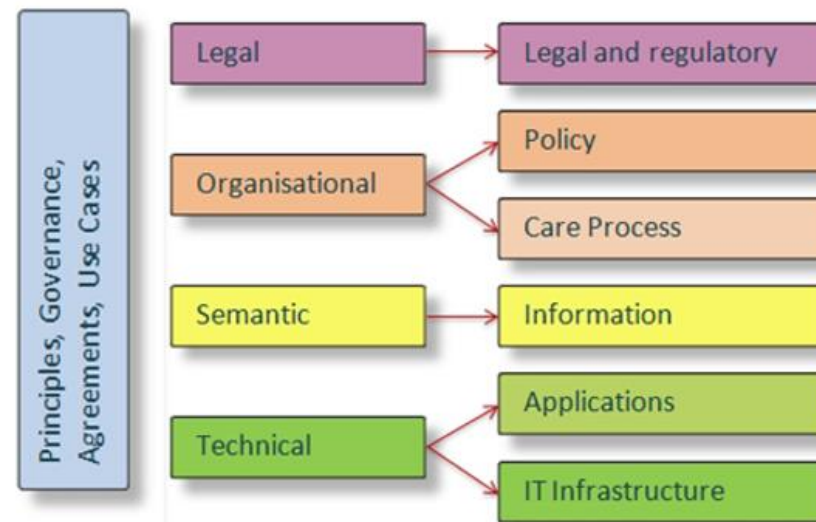 Principles, Governance,
Agreements, Use Cases
Legal
Legal and regulatory
Organisational
Policy
Care Process
Semantic
Information
Technical
Applications
IT Infrastructure